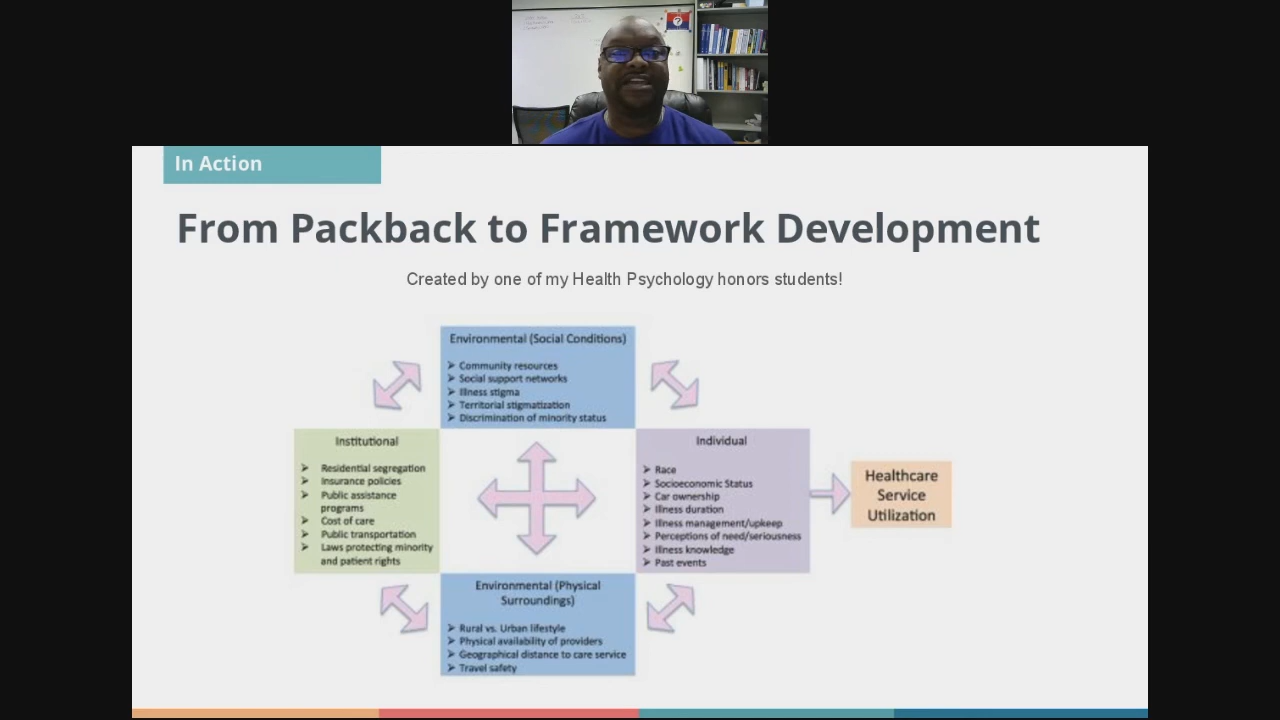 In Action
From Packback to Framework Development
Created by one of my Health Psychology honors students!
Environmental (Social Conditions)
➤ Community resources
➤ Social support networks
➤ Illness stigma
➤ Territorial stigmatization
➤ Discrimination of minority status
Institutional
➤ Residential segregation
➤ Insurance policies
➤ Public assistance
programs
➤ Cost of care
➤ Public transportation
➤ Laws protecting minority
and patient rights
Individual
➤ Race
➤ Socioeconomic Status
➤ Car ownership
➤ Illness duration
➤ Illness management/upkeep
➤ Perceptions of need/seriousness
➤ Illness knowledge
➤ Past events
Healthcare
Service
Utilization
Environmental (Physical
Surroundings)
➤ Rural vs. Urban lifestyle
➤ Physical availability of providers
➤ Geographical distance to care service
➤ Travel safety